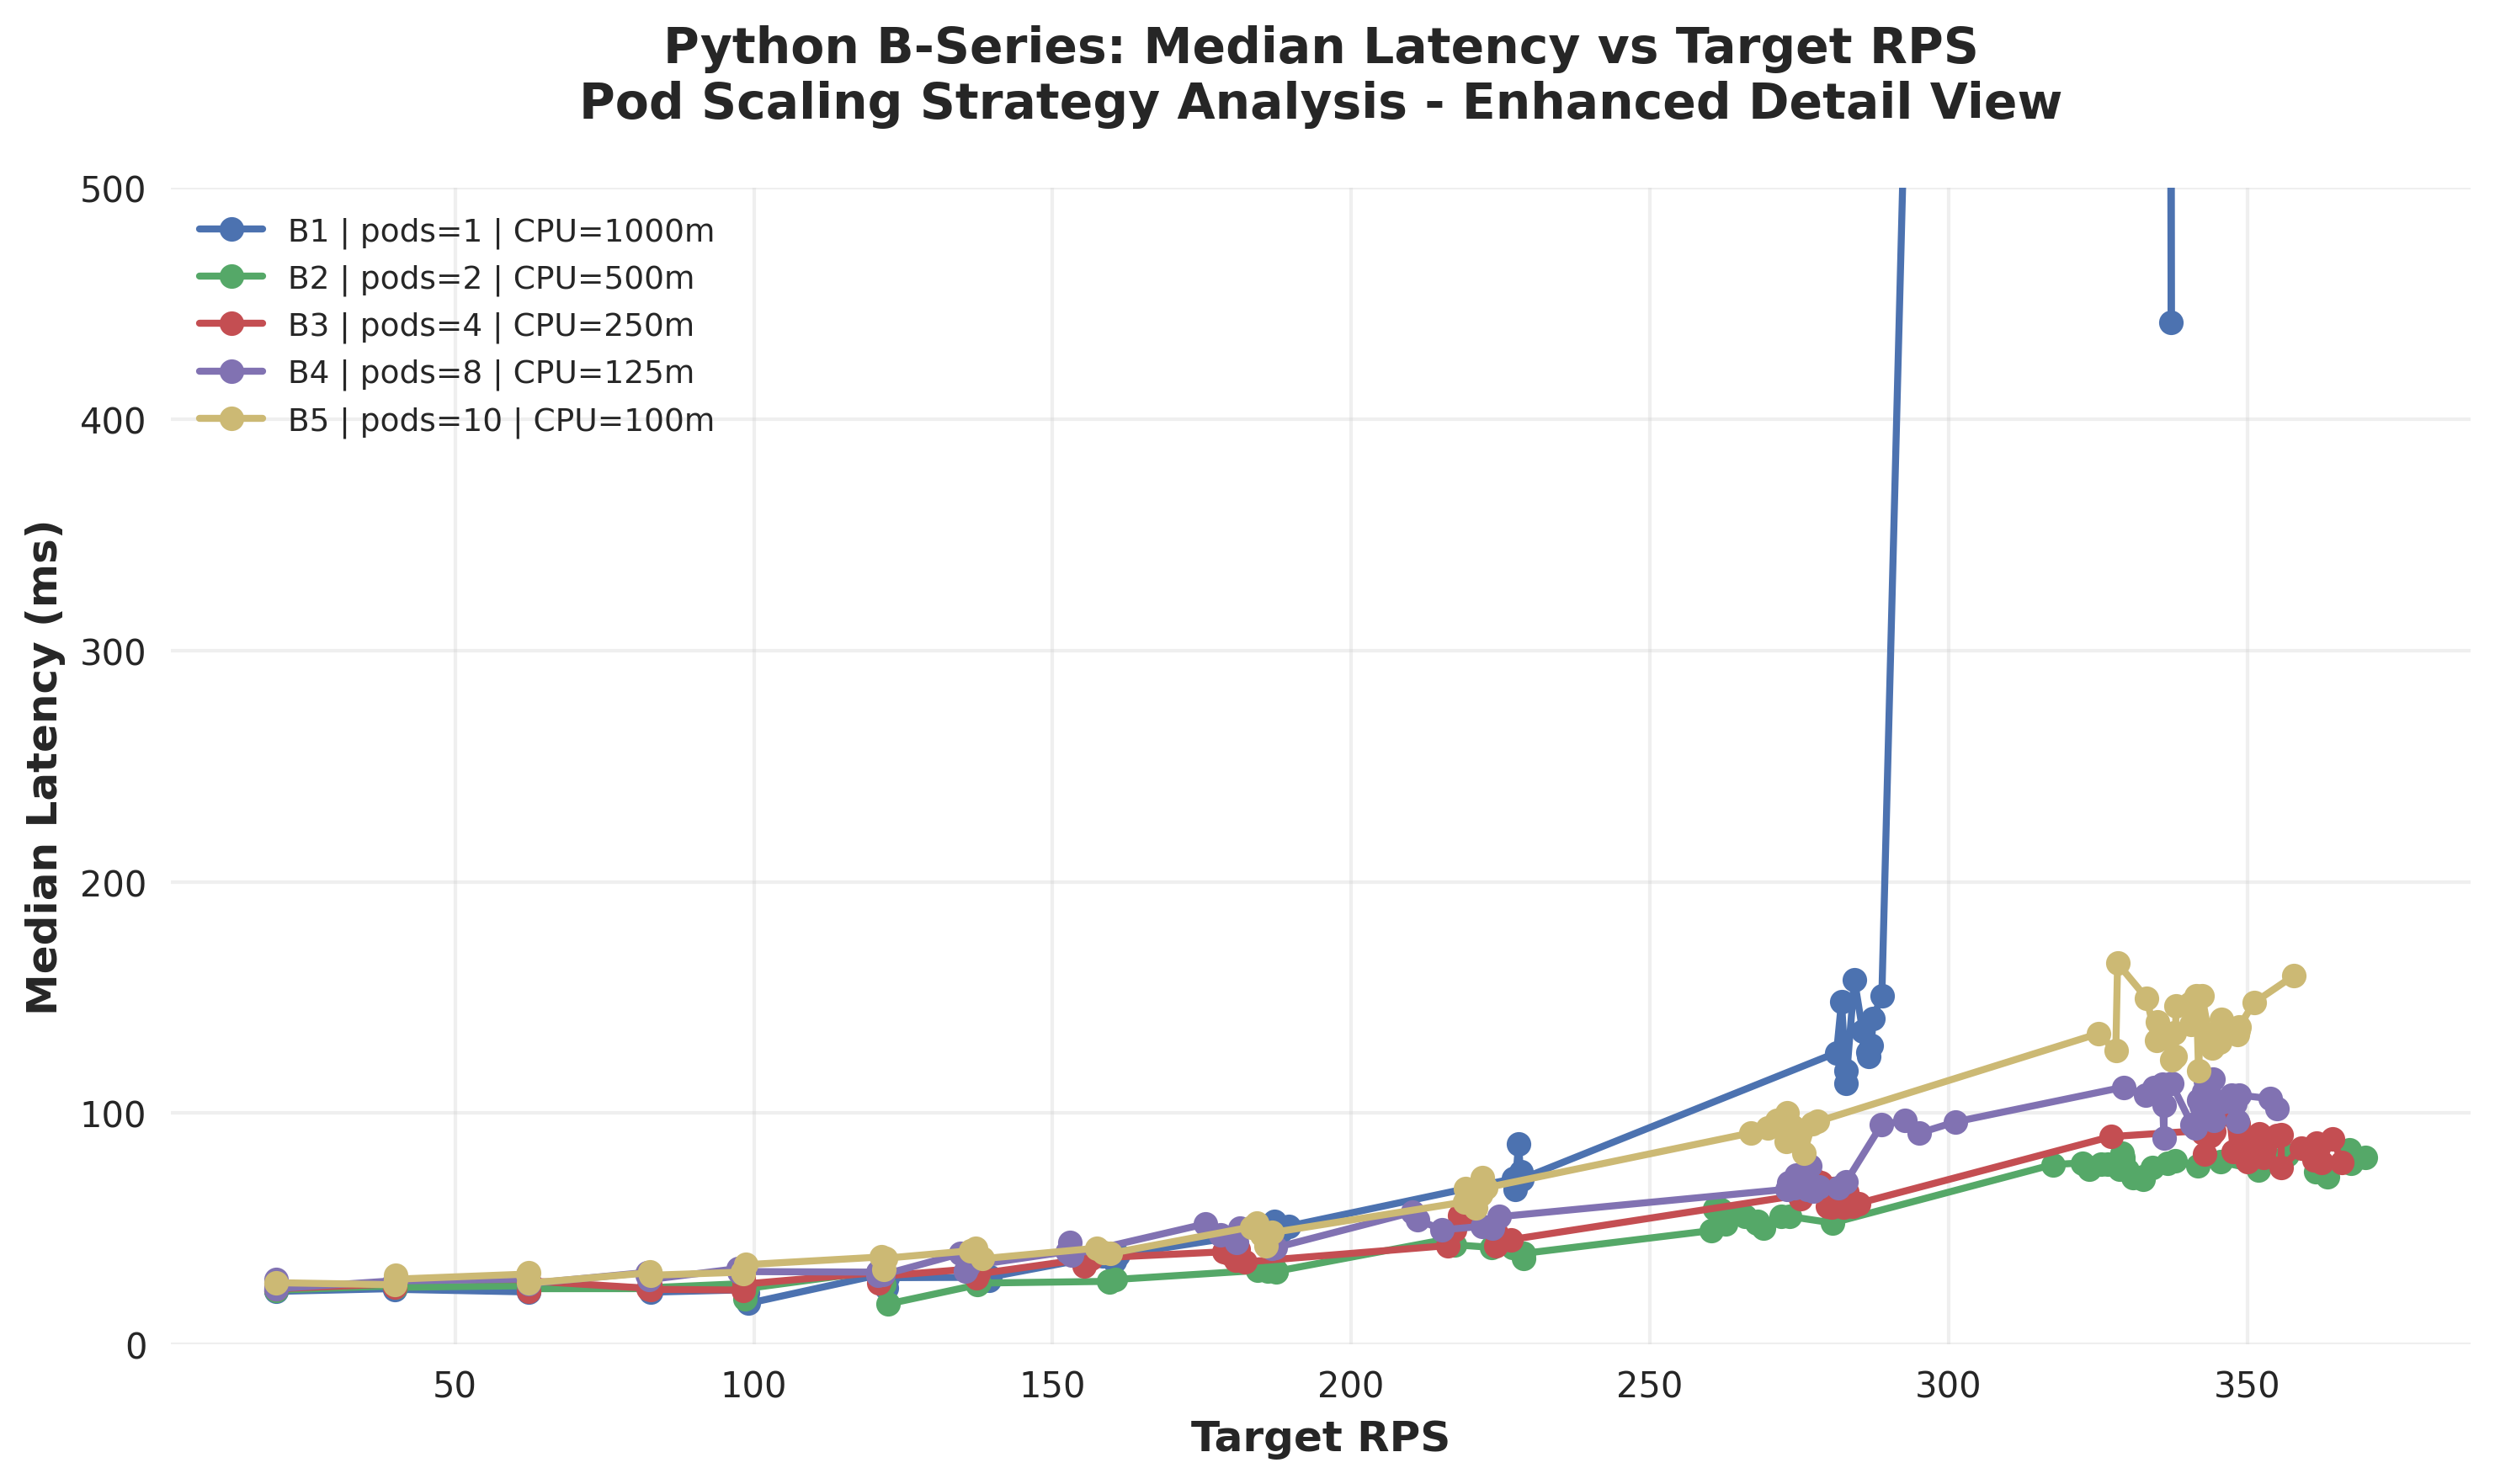 Python B-Series: Median Latency vs Target RPS
Pod Scaling Strategy Analysis - Enhanced Detail View
Median Latency (ms)
500
400
300
200
100
0
B1 | pods=1 | CPU=1000m
B2 | pods=2 | CPU=500m
B3 | pods=4 | CPU=250m
B4 | pods=8 | CPU=125m
B5 | pods=10 | CPU=100m
50 100 150 200 250 300 350
Target RPS